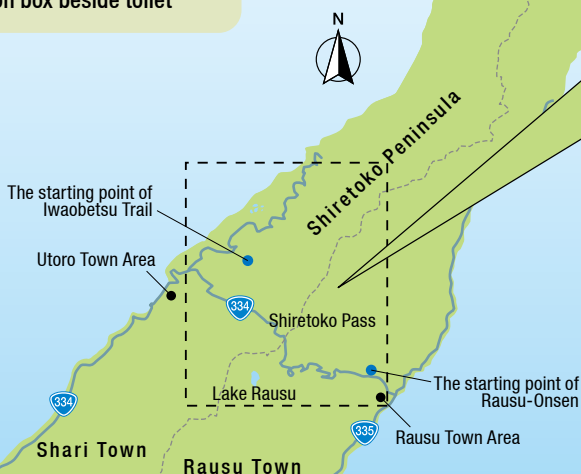 on box beside toilet
N
Shiretoko Peninsula
The starting point of
Iwaobetsu Trail
Utoro Town Area
334
Shiretoko Pass
334
Lake Rausu
The starting point of
Rausu-Onsen
335
Rausu Town Area
Shari Town
Rausu Town